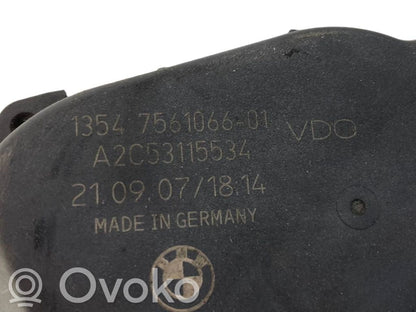 1354 7561066-01 VDO
A2C53115534
21.09.07/18:14
MADE IN GERMANY
Ovoko